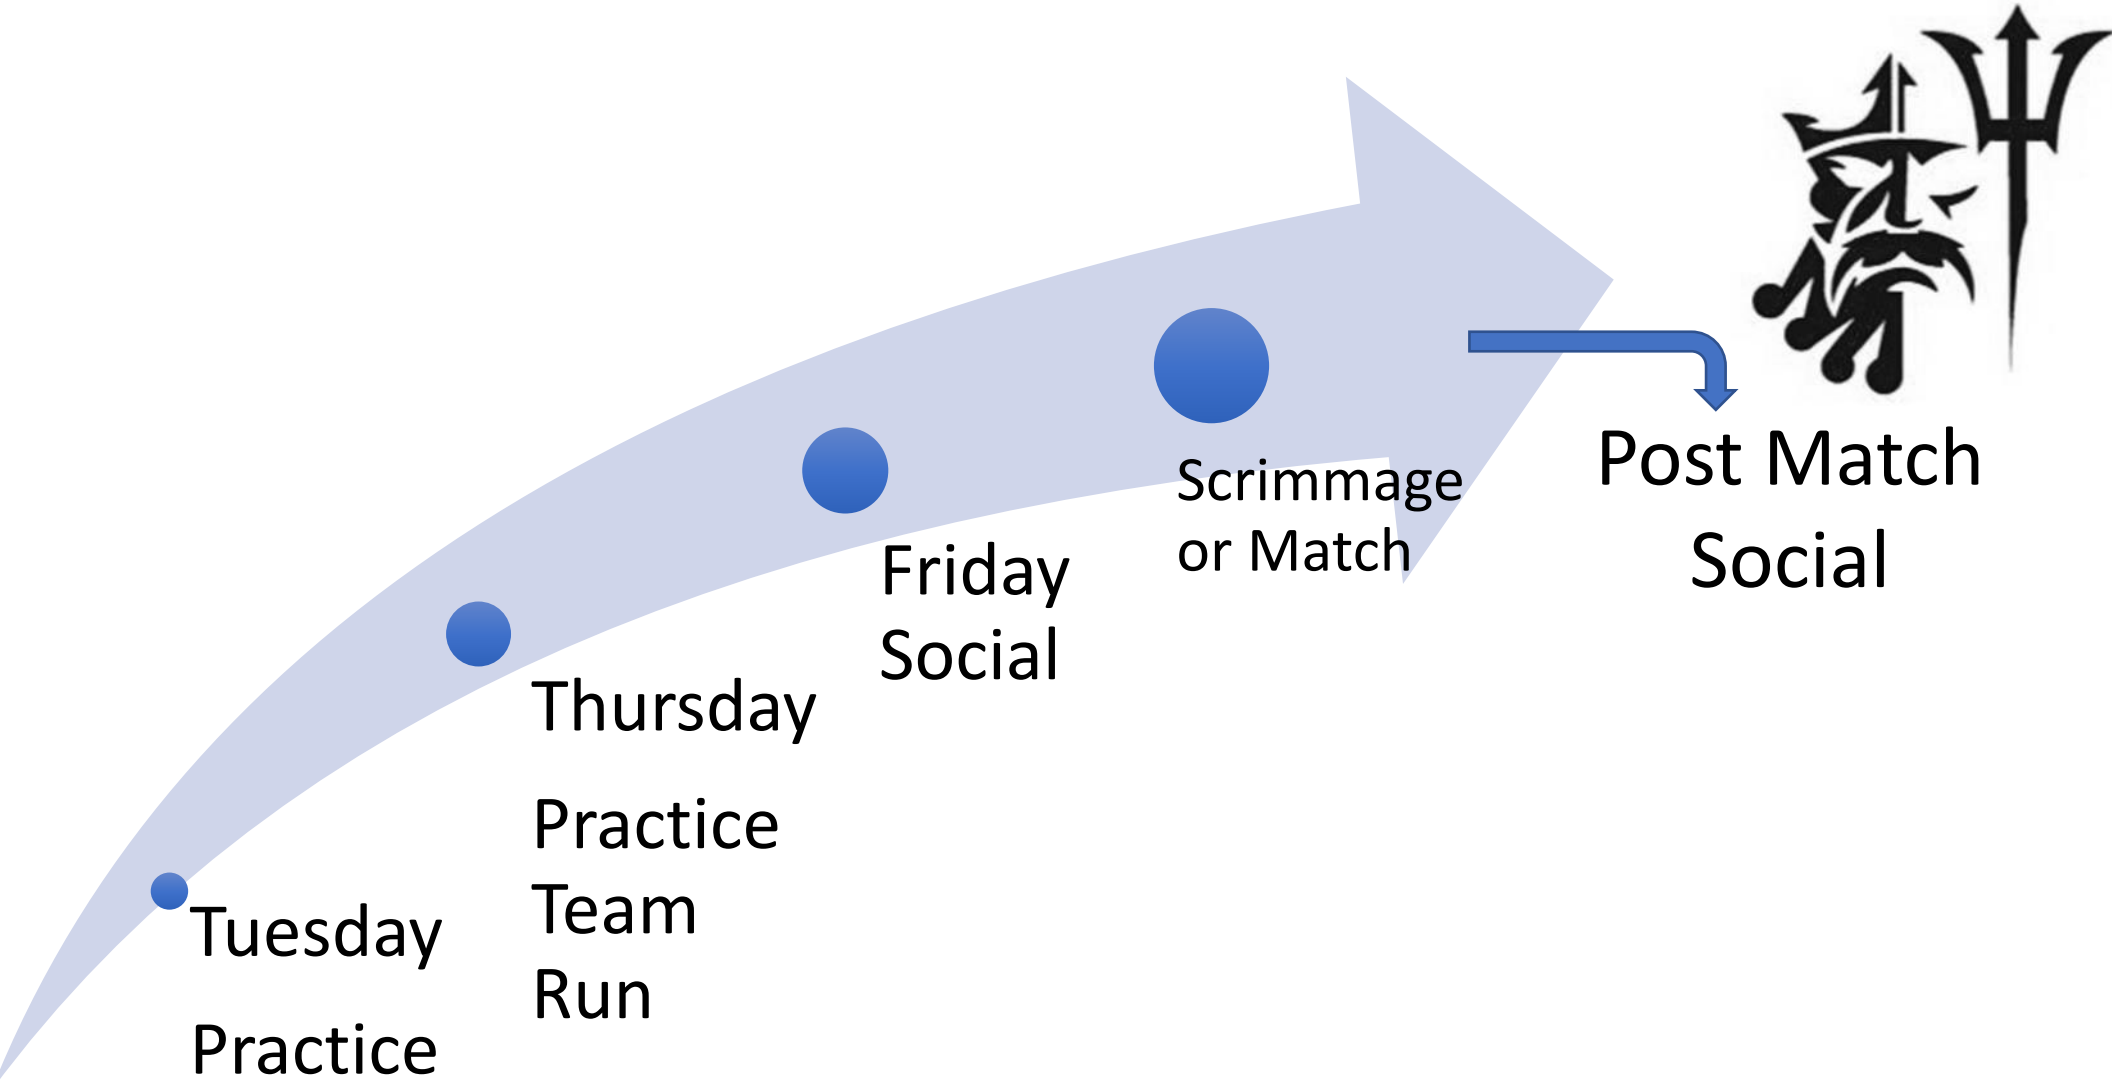 Tuesday
Practice
Thursday
Practice
Team
Run
Friday
Social
Scrimmage
or Match
Post Match
Social